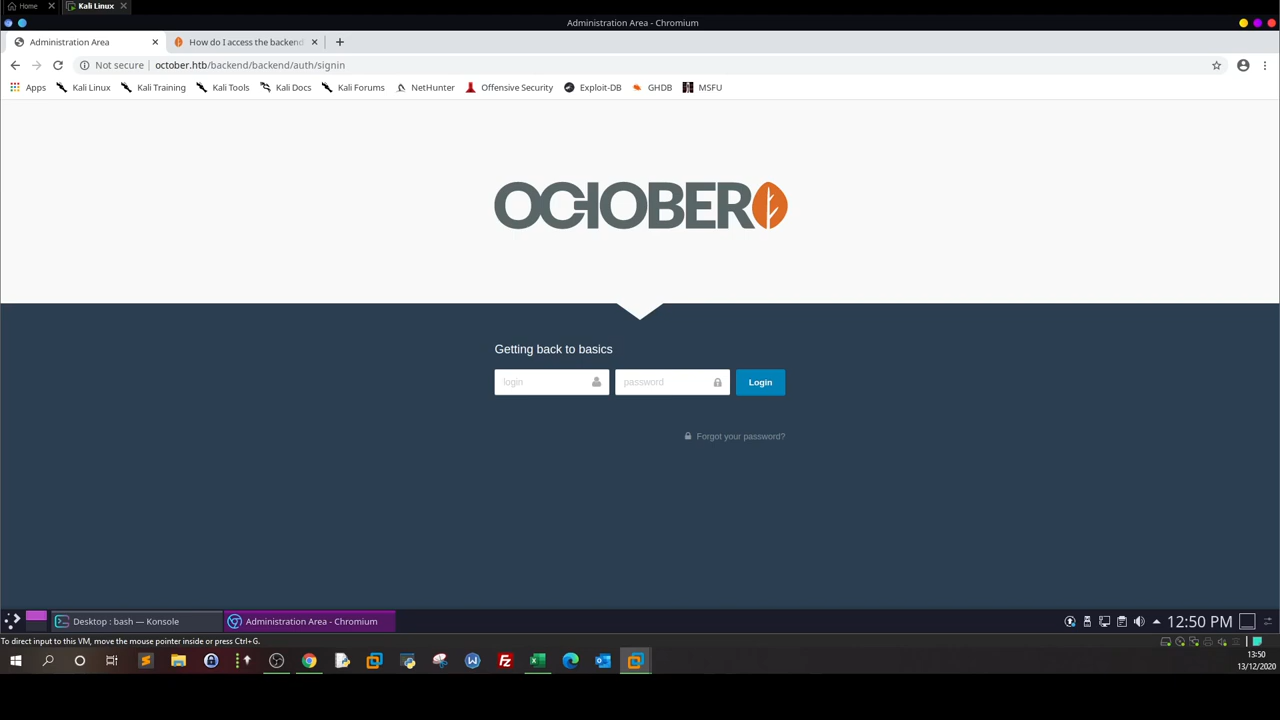 Home
Kali Linux
Administration Area - Chromium
Administration Area
How do I access the backend
Not secure
october.htb/backend/backend/auth/signin
Apps
Kali Linux
Kali Training
Kali Tools
Kali Docs
Kali Forums
NetHunter
Offensive Security
Exploit-DB
GHDB
MSFU
OCTOBER
Getting back to basics
login
password
Login
Forgot your password?
Desktop : bash — Konsole
Administration Area - Chromium
12:50 PM
To direct input to this VM, move the mouse pointer inside or press Ctrl+G.
13:50
13/12/2020